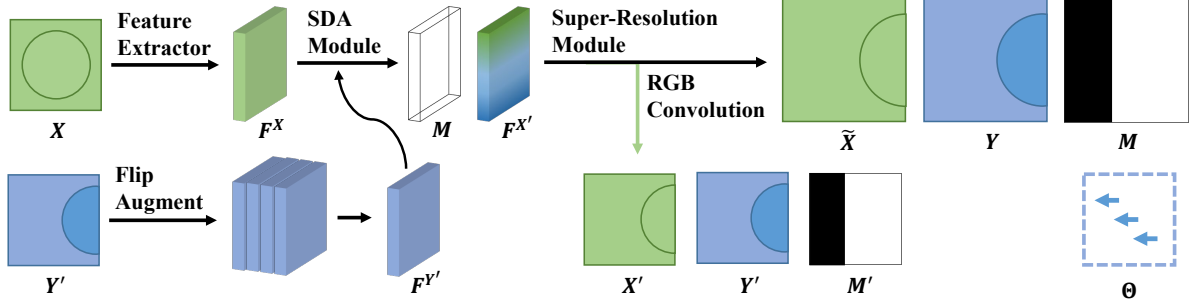 Feature
Extractor
SDA
Module
Super-Resolution
Module
RGB
Convolution
X
F^X
M
F^{X'}
X̃
Y
M
Flip
Augment
Y'
F^{Y'}
X'
Y'
M'
Θ